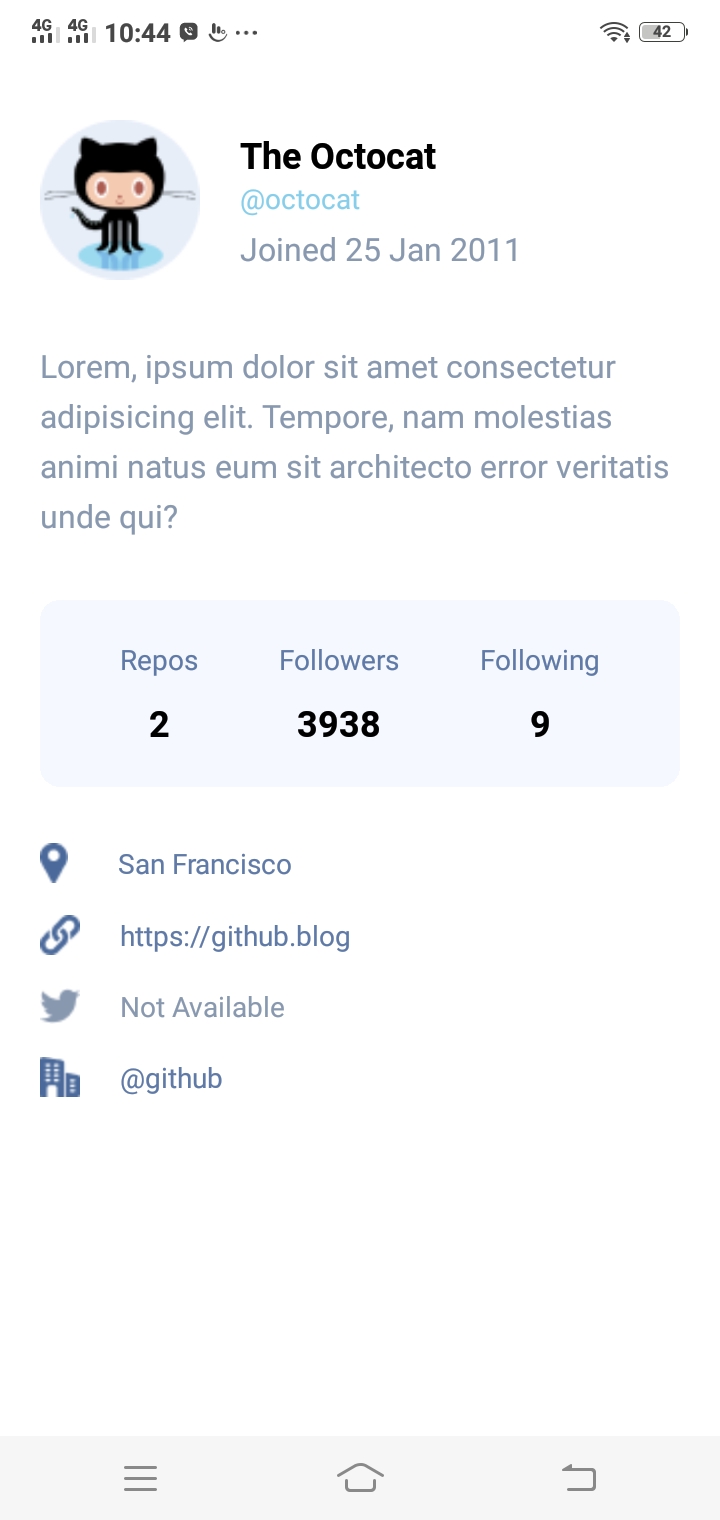 4G 4G 10:44 42
The Octocat
@octocat
Joined 25 Jan 2011
Lorem, ipsum dolor sit amet consectetur
adipisicing elit. Tempore, nam molestias
animi natus eum sit architecto error veritatis
unde qui?
Repos Followers Following
2 3938 9
San Francisco
https://github.blog
Not Available
@github